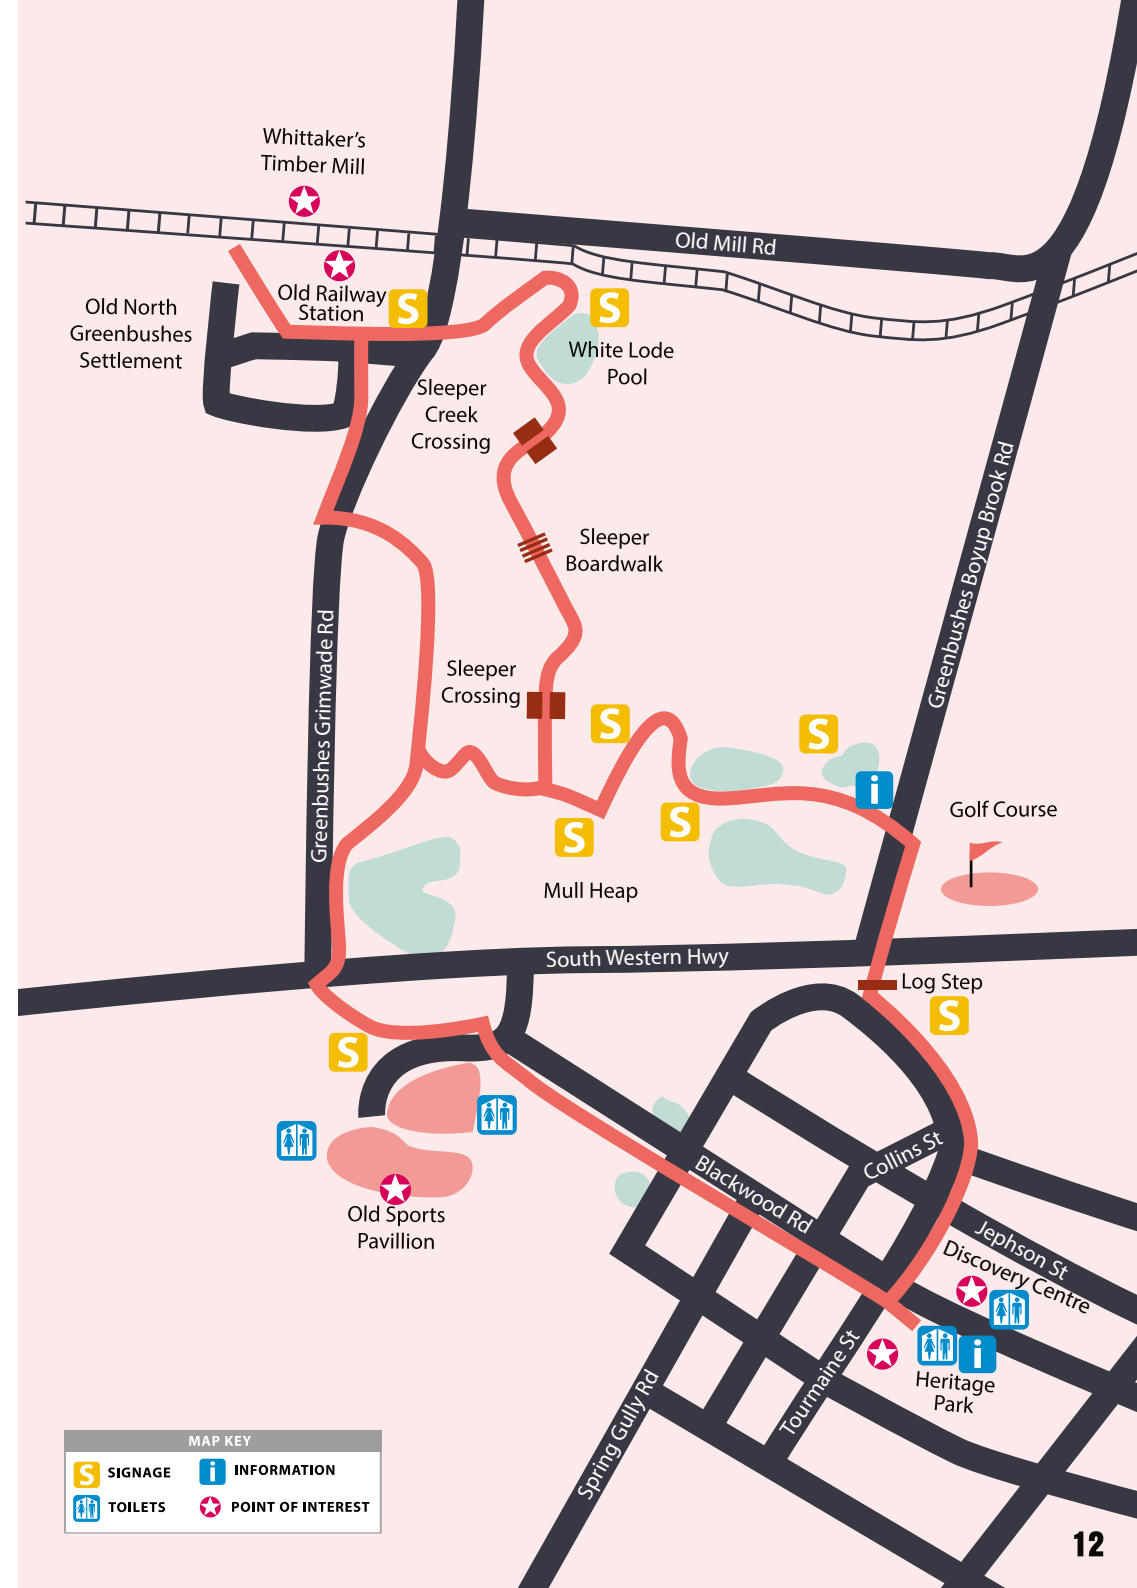 Whittaker's
Timber Mill
Old Mill Rd
Old Railway
Station
S
S
Old North
Greenbushes
Settlement
White Lode
Pool
Sleeper
Creek
Crossing
Sleeper
Boardwalk
Greenbushes Boyup Brook Rd
Greenbushes Grimwade Rd
Sleeper
Crossing
S
S
i
S
S
Golf Course
Mull Heap
South Western Hwy
Log Step
S
S
Collins St
Blackwood Rd
Old Sports
Pavillion
Jephson St
Discovery Centre
Tourmaine St
i
Heritage
Park
Spring Gully Rd
MAP KEY
S SIGNAGE
i INFORMATION
TOILETS
POINT OF INTEREST
12